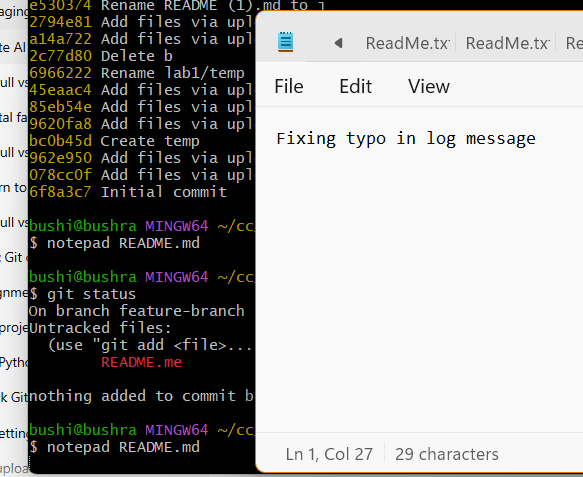 aging
te AI
ull vs
tal fa
ull vs
rn to
ull vs
: Git c
gnme
proje
Pytho
ck Git
etting
uploa
e530374 Rename README (1).md to
2794e81 Add files via upl
a14a722 Add files via upl
2c77d80 Delete b
6966222 Rename lab1/temp
45eaac4 Add files via upl
85eb54e Add files via upl
9620fa8 Add files via upl
bc0b45d Create temp
962e950 Add files via upl
078cc0f Add files via upl
6f8a3c7 Initial commit
bushi@bushra MINGW64 ~/cc/
$ notepad README.md
bushi@bushra MINGW64 ~/cc/
$ git status
On branch feature-branch
Untracked files:
(use "git add <file>...
README.me
nothing added to commit b
bushi@bushra MINGW64 ~/cc/
$ notepad README.md
ReadMe.tx ReadMe.tx Re
File Edit View
Fixing typo in log message
Ln 1, Col 27 29 characters